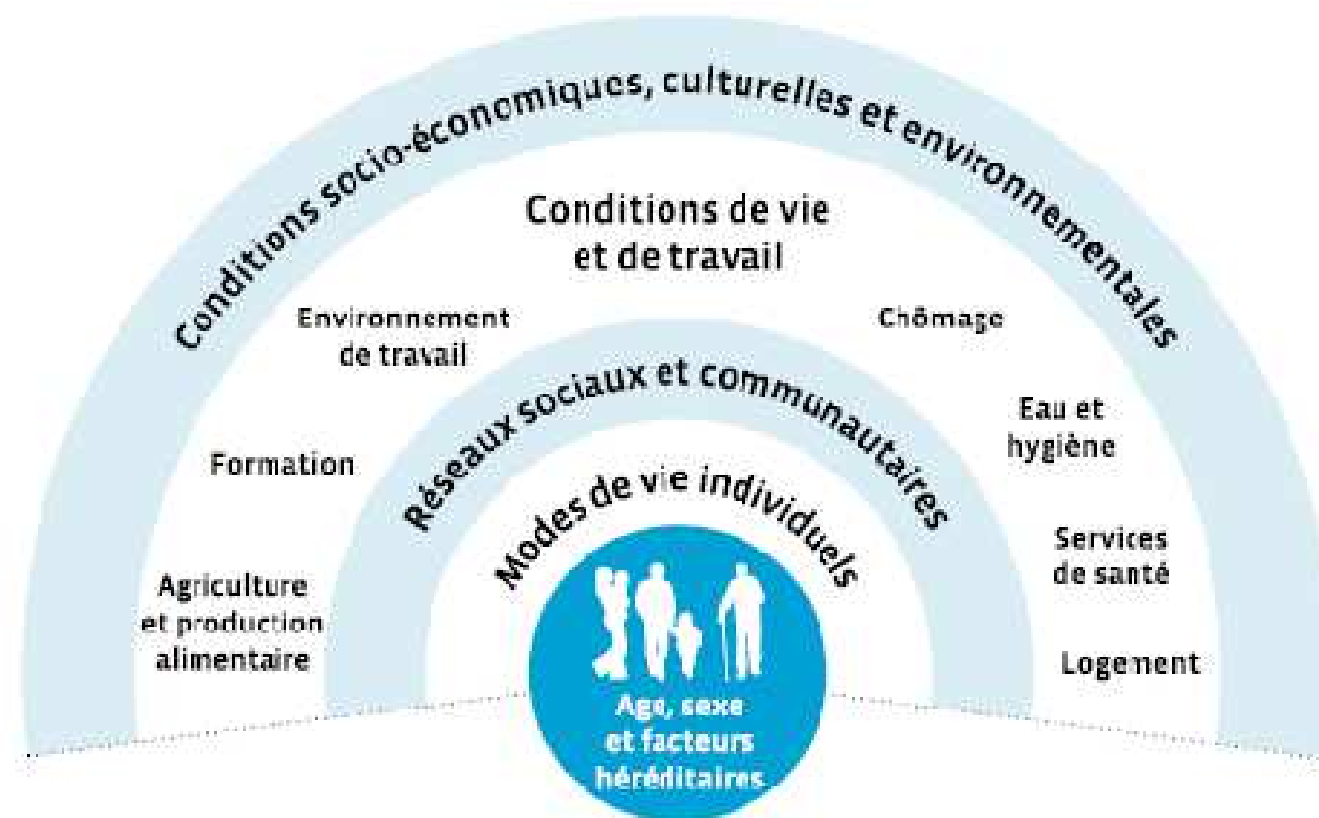 Conditions socio-économiques, culturelles et environnementales
Conditions de vie
et de travail
Environnement
de travail
Chômage
Réseaux sociaux et communautaires
Eau et
hygiène
Formation
Modes de vie individuels
Services
de santé
Agriculture
et production
alimentaire
Logement
Age, sexe
et facteurs
héréditaires